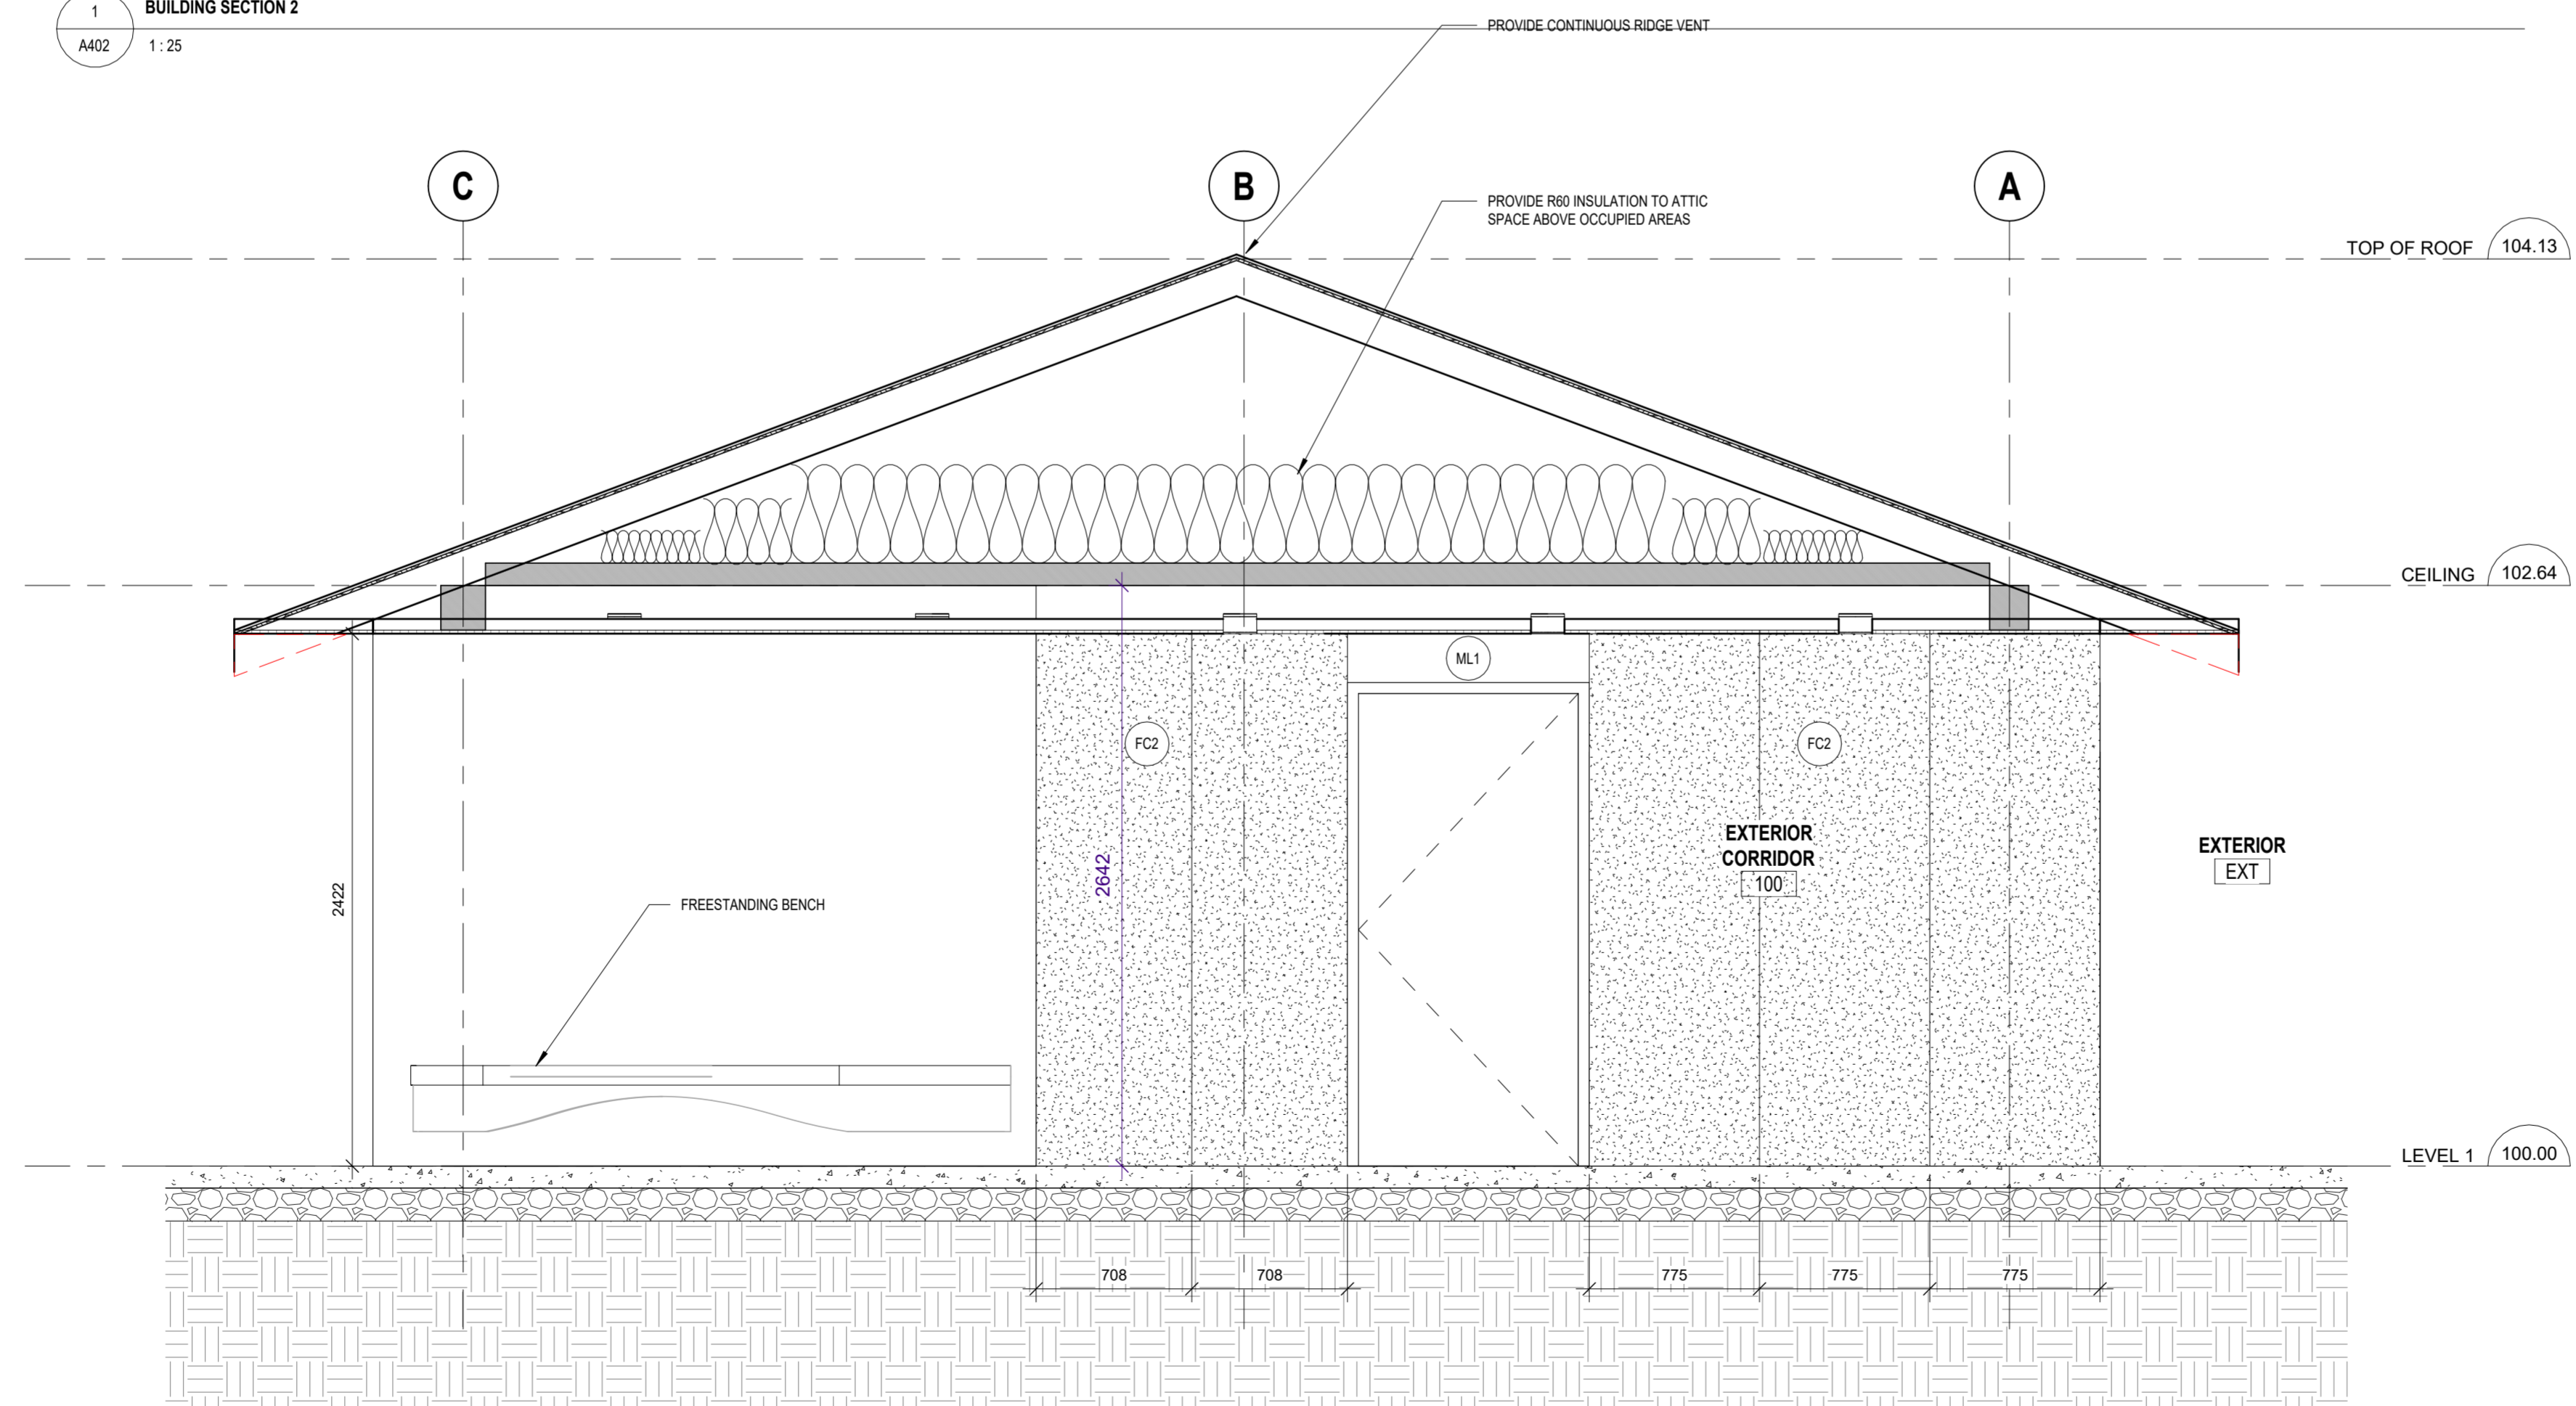 1
BUILDING SECTION 2
A402
1 : 25
PROVIDE CONTINUOUS RIDGE VENT
C
B
A
PROVIDE R60 INSULATION TO ATTIC
SPACE ABOVE OCCUPIED AREAS
TOP OF ROOF
104.13
CEILING
102.64
ML1
FC2
FC2
EXTERIOR
CORRIDOR
100
EXTERIOR
EXT
2422
2642
FREESTANDING BENCH
LEVEL 1
100.00
708
708
775
775
775